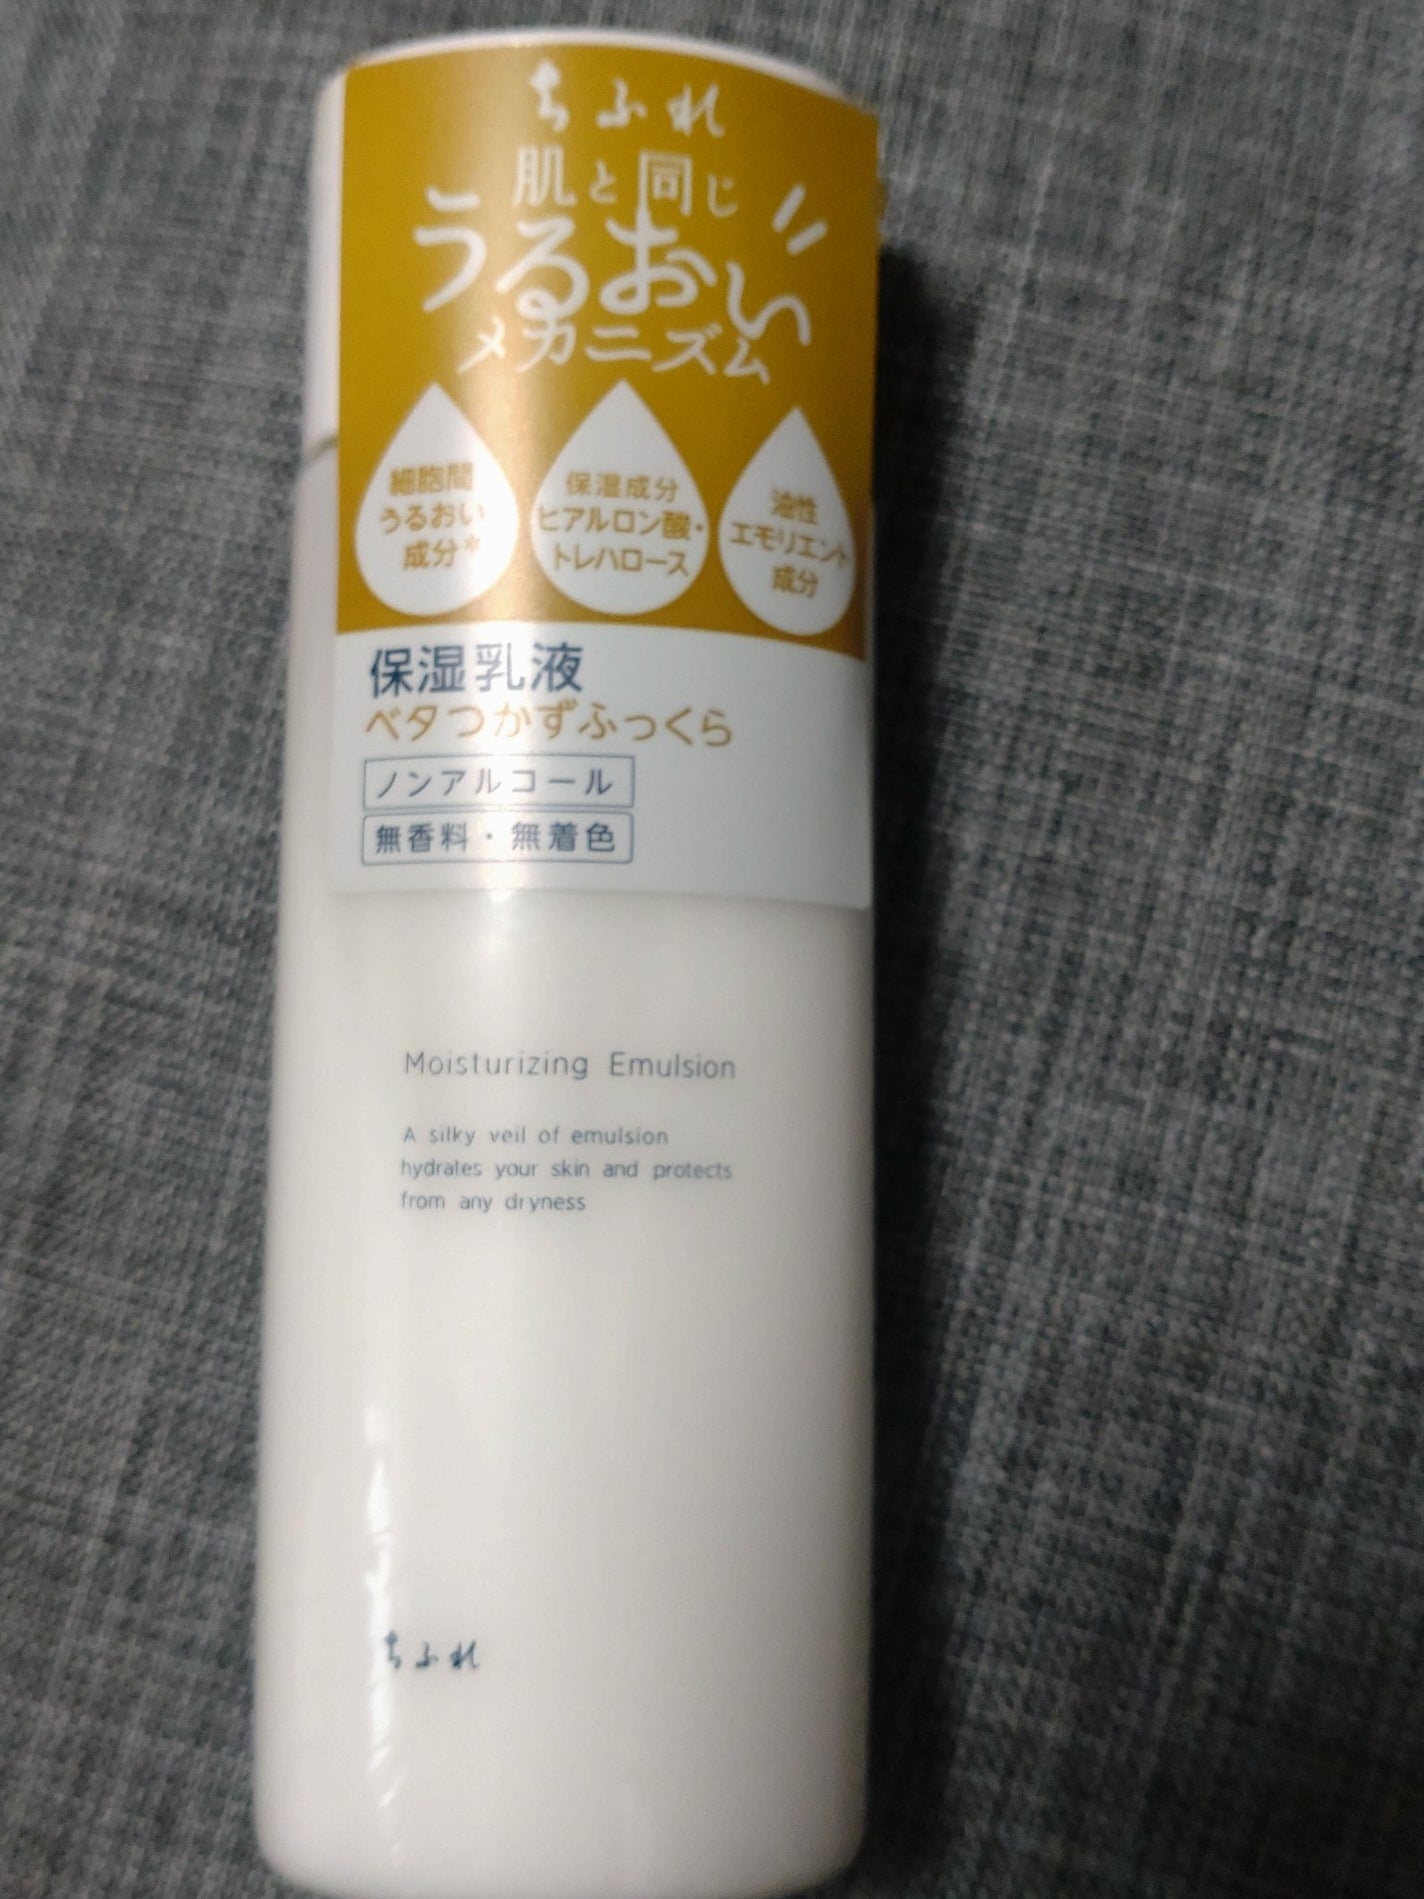 ちふれ
肌と同じ
うるおい
メカニズム
細胞間
うるおい
成分*
保湿成分
ヒアルロン酸・
トレハロース
油性
エモリエント
成分
保湿乳液
ベタつかずふっくら
ノンアルコール
無香料・無着色
Moisturizing Emulsion
A silky veil of emulsion
hydrates your skin and protects
from any dryness
ちふれ